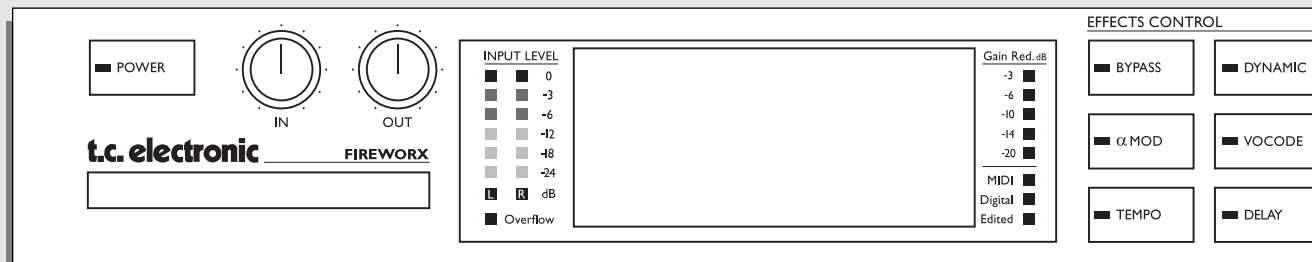 EFFECTS CONTROL
POWER
IN
OUT
t.c. electronic FIREWORX
INPUT LEVEL
0
-3
-6
-12
-18
-24
L R dB
Overflow
Gain Red. dB
-3
-6
-10
-14
-20
MIDI
Digital
Edited
BYPASS
DYNAMIC
α MOD
VOCODE
TEMPO
DELAY